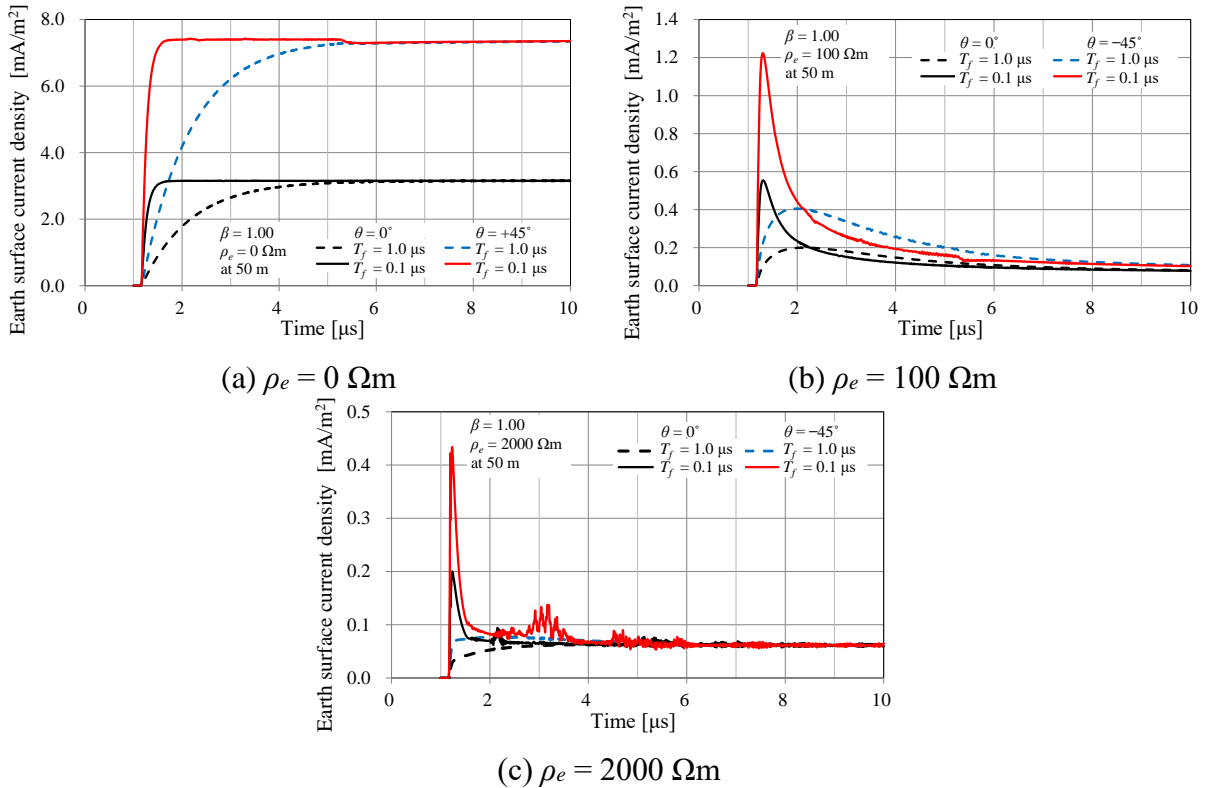 Earth surface current density [mA/m²]
8.0
6.0
4.0
2.0
0.0
β = 1.00
ρe = 0 Ωm
at 50 m
θ = 0° θ = +45°
Tf = 1.0 μs Tf = 1.0 μs
Tf = 0.1 μs Tf = 0.1 μs
0 2 4 6 8 10
Time [μs]
(a) ρe = 0 Ωm
Earth surface current density [mA/m²]
1.4
1.2
1.0
0.8
0.6
0.4
0.2
0.0
β = 1.00
ρe = 100 Ωm
at 50 m
θ = 0° θ = −45°
Tf = 1.0 μs Tf = 1.0 μs
Tf = 0.1 μs Tf = 0.1 μs
0 2 4 6 8 10
Time [μs]
(b) ρe = 100 Ωm
Earth surface current density [mA/m²]
0.5
0.4
0.3
0.2
0.1
0.0
β = 1.00
ρe = 2000 Ωm
at 50 m
θ = 0° θ = −45°
Tf = 1.0 μs Tf = 1.0 μs
Tf = 0.1 μs Tf = 0.1 μs
0 2 4 6 8 10
Time [μs]
(c) ρe = 2000 Ωm